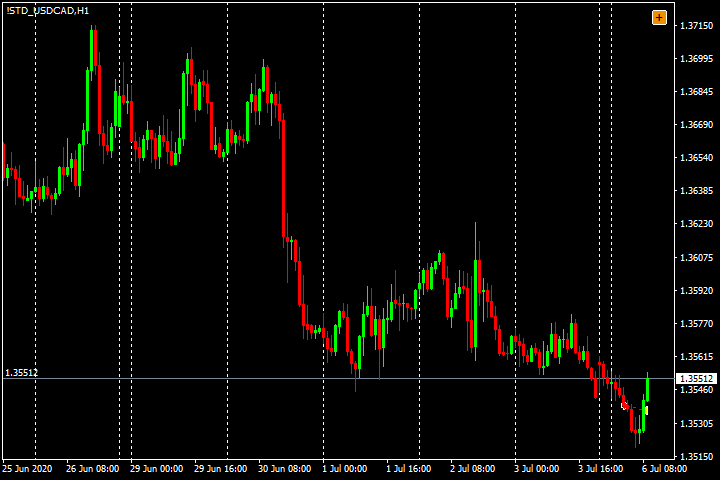 !STD_USDCAD,H1
1.37150
1.36995
1.36845
1.36690
1.36540
1.36385
1.36230
1.36075
1.35920
1.35770
1.35615
1.35512
1.35512
1.35460
1.35305
1.35150
25 Jun 2020
26 Jun 08:00
29 Jun 00:00
29 Jun 16:00
30 Jun 08:00
1 Jul 00:00
1 Jul 16:00
2 Jul 08:00
3 Jul 00:00
3 Jul 16:00
6 Jul 08:00